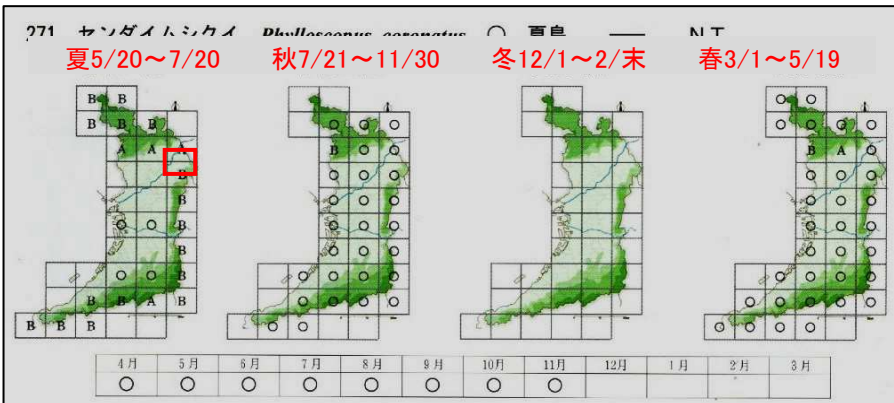 271 センダイムシクイ Phylloscopus coronatus ○ 夏鳥 — NT
夏5/20～7/20 秋7/21～11/30 冬12/1～2/末 春3/1～5/19
B B
B B B
A A A
B
B
B
B
B
B B A B
B B B
B
B A
4月 5月 6月 7月 8月 9月 10月 11月 12月 1月 2月 3月
○ ○ ○ ○ ○ ○ ○ ○